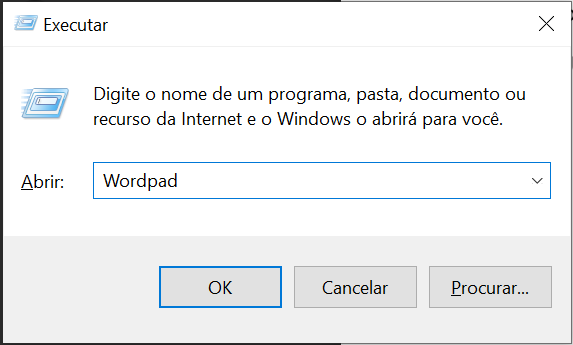 Executar
Digite o nome de um programa, pasta, documento ou
recurso da Internet e o Windows o abrirá para você.
Abrir:
Wordpad
OK
Cancelar
Procurar...